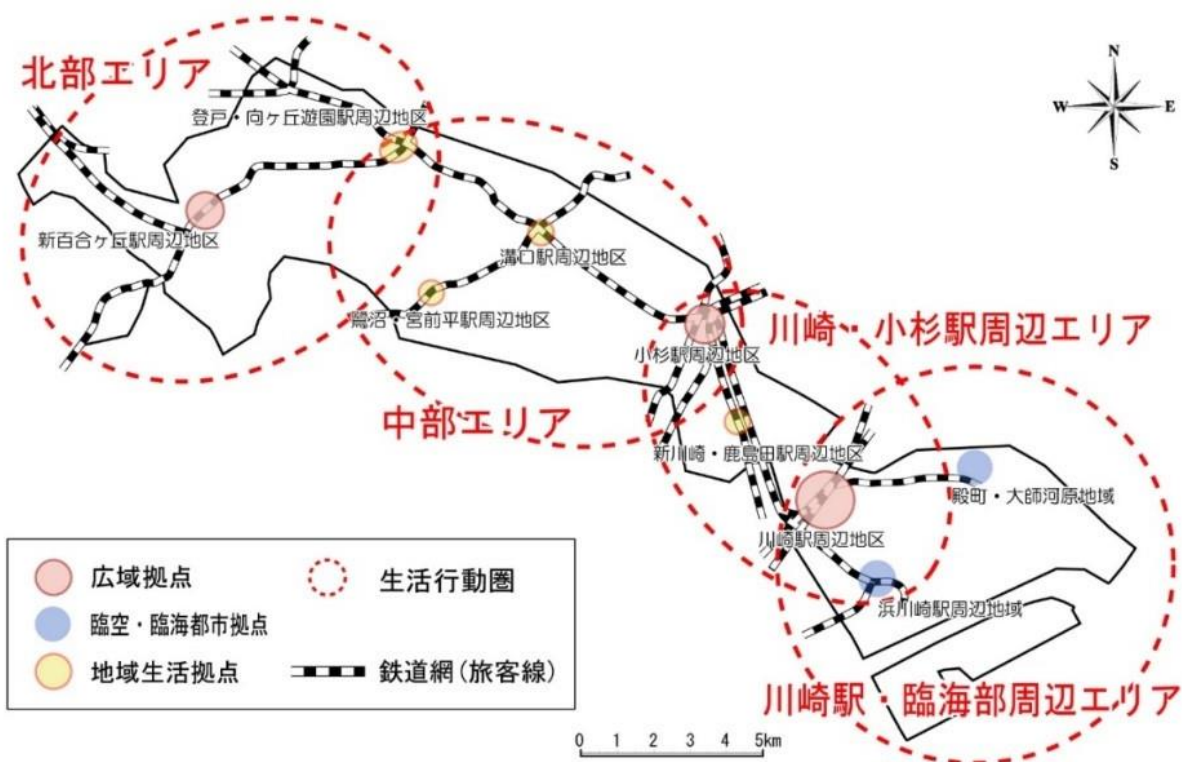 北部エリア
N
W
E
S
登戸・向ヶ丘遊園駅周辺地区
新百合ヶ丘駅周辺地区
溝口駅周辺地区
鷺沼・宮前平駅周辺地区
川崎・小杉駅周辺エリア
小杉駅周辺地区
中部エリア
新川崎・鹿島田駅周辺地区
殿町・大師河原地域
川崎駅周辺地区
浜川崎駅周辺地域
川崎駅・臨海部周辺エリア
広域拠点
生活行動圏
臨空・臨海都市拠点
地域生活拠点
鉄道網(旅客線)
0 1 2 3 4 5km